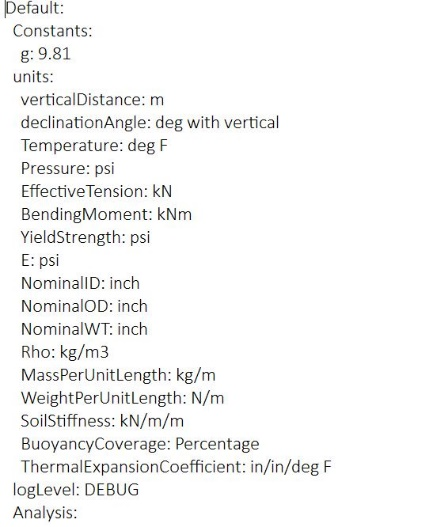 Default:
Constants:
g: 9.81
units:
verticalDistance: m
declinationAngle: deg with vertical
Temperature: deg F
Pressure: psi
EffectiveTension: kN
BendingMoment: kNm
YieldStrength: psi
E: psi
NominalID: inch
NominalOD: inch
NominalWT: inch
Rho: kg/m3
MassPerUnitLength: kg/m
WeightPerUnitLength: N/m
SoilStiffness: kN/m/m
BuoyancyCoverage: Percentage
ThermalExpansionCoefficient: in/in/deg F
logLevel: DEBUG
Analysis: